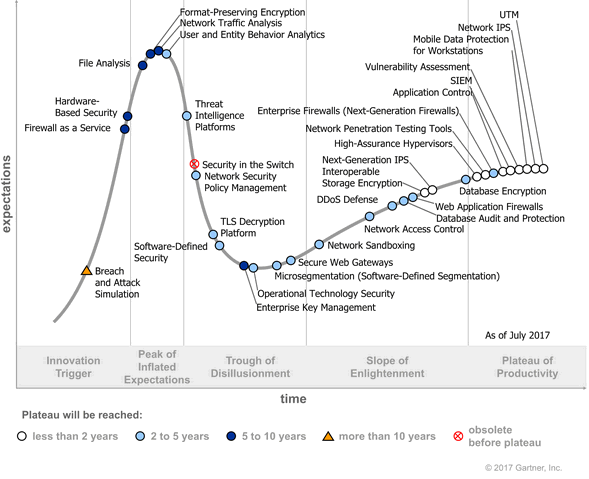 Format-Preserving Encryption
Network Traffic Analysis
User and Entity Behavior Analytics
File Analysis
Hardware-
Based Security
Firewall as a Service
Threat
Intelligence
Platforms
Security in the Switch
Network Security
Policy Management
TLS Decryption
Platform
Software-Defined
Security
Breach
and Attack
Simulation
UTM
Network IPS
Mobile Data Protection
for Workstations
Vulnerability Assessment
SIEM
Application Control
Enterprise Firewalls (Next-Generation Firewalls)
Network Penetration Testing Tools
High-Assurance Hypervisors
Next-Generation IPS
Interoperable
Storage Encryption
DDoS Defense
Database Encryption
Web Application Firewalls
Database Audit and Protection
Network Access Control
Network Sandboxing
Secure Web Gateways
Microsegmentation (Software-Defined Segmentation)
Operational Technology Security
Enterprise Key Management
expectations
As of July 2017
Innovation
Trigger
Peak of
Inflated
Expectations
Trough of
Disillusionment
Slope of
Enlightenment
Plateau of
Productivity
time
Plateau will be reached:
less than 2 years
2 to 5 years
5 to 10 years
more than 10 years
obsolete
before plateau
© 2017 Gartner, Inc.